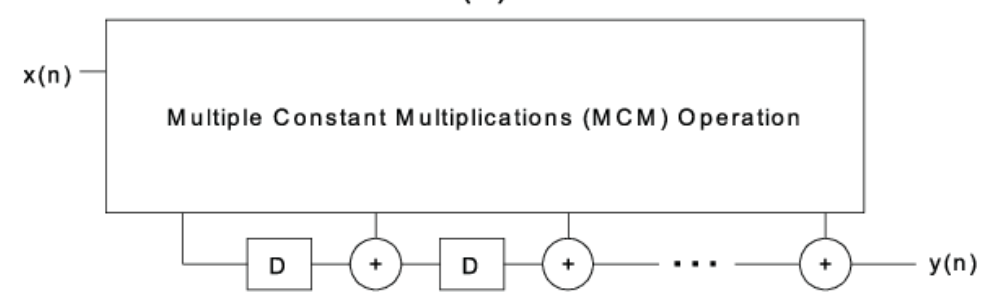 x(n)
Multiple Constant Multiplications (MCM) Operation
D + D + ... + y(n)